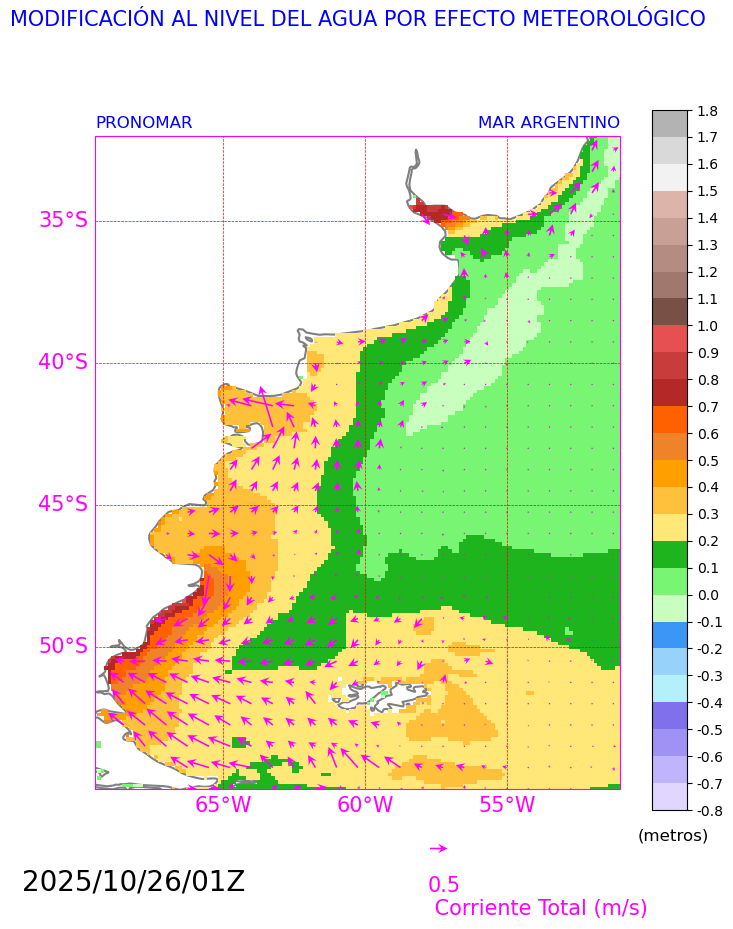 MODIFICACIÓN AL NIVEL DEL AGUA POR EFECTO METEOROLÓGICO
PRONOMAR MAR ARGENTINO
1.8
1.7
1.6
1.5
1.4
1.3
1.2
1.1
1.0
0.9
0.8
0.7
0.6
0.5
0.4
0.3
0.2
0.1
0.0
-0.1
-0.2
-0.3
-0.4
-0.5
-0.6
-0.7
-0.8
(metros)
35°S
40°S
45°S
50°S
65°W 60°W 55°W
2025/10/26/01Z
0.5
Corriente Total (m/s)